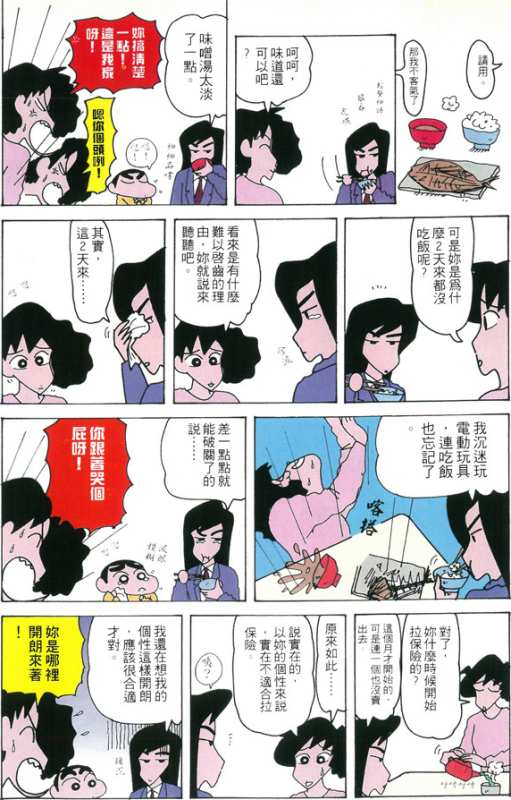 請用。
那我不客氣了
呵呵,
味道還
可以吧?
味噌湯太淡
了一點。
妳搞清楚
一點!
這是我家
呀!
嗯你個頭咧!
可是妳是爲什
麼2天來都沒
吃飯呢?
看來是有什麼
難以啓齒的理
由,妳就說來
聽聽吧。
其實,
這2天來……
我沉迷玩
電動玩具
,連吃飯
也忘記了
。
喀搭
差一點點就
能破關了的
說……
你跟著哭個
屁呀!
對了,
妳什麼時候開始
拉保險的?
這個月才開始的,
可是連一個也沒賣
出去
原來如此……
說實在的,
以妳的個性來說
,實在不適合拉
保險。
咦?
我還在想我的
個性這樣開朗
,應該很合適
才對。
妳是哪裡
開朗來著
!